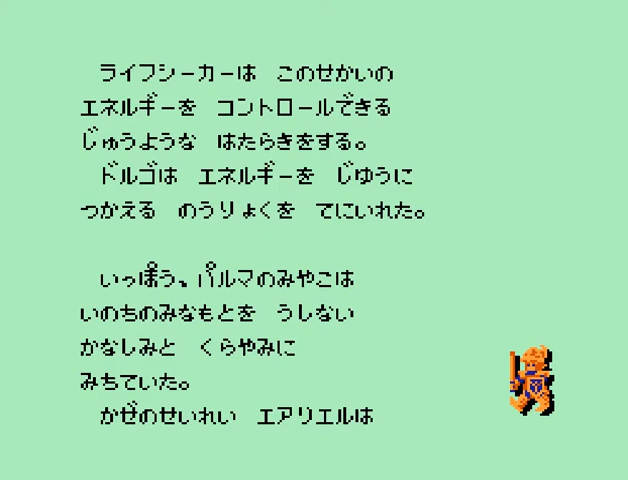 ライフシーカーは このせかいの
エネルギーを コントロールできる
じゅうような はたらきをする。
ドルゴは エネルギーを じゆうに
つかえる のうりょくを てにいれた。
いっぽう、パルマのみやこは
いのちのみなもとを うしない
かなしみと くらやみに
みちていた。
かぜのせいれい エアリエルは